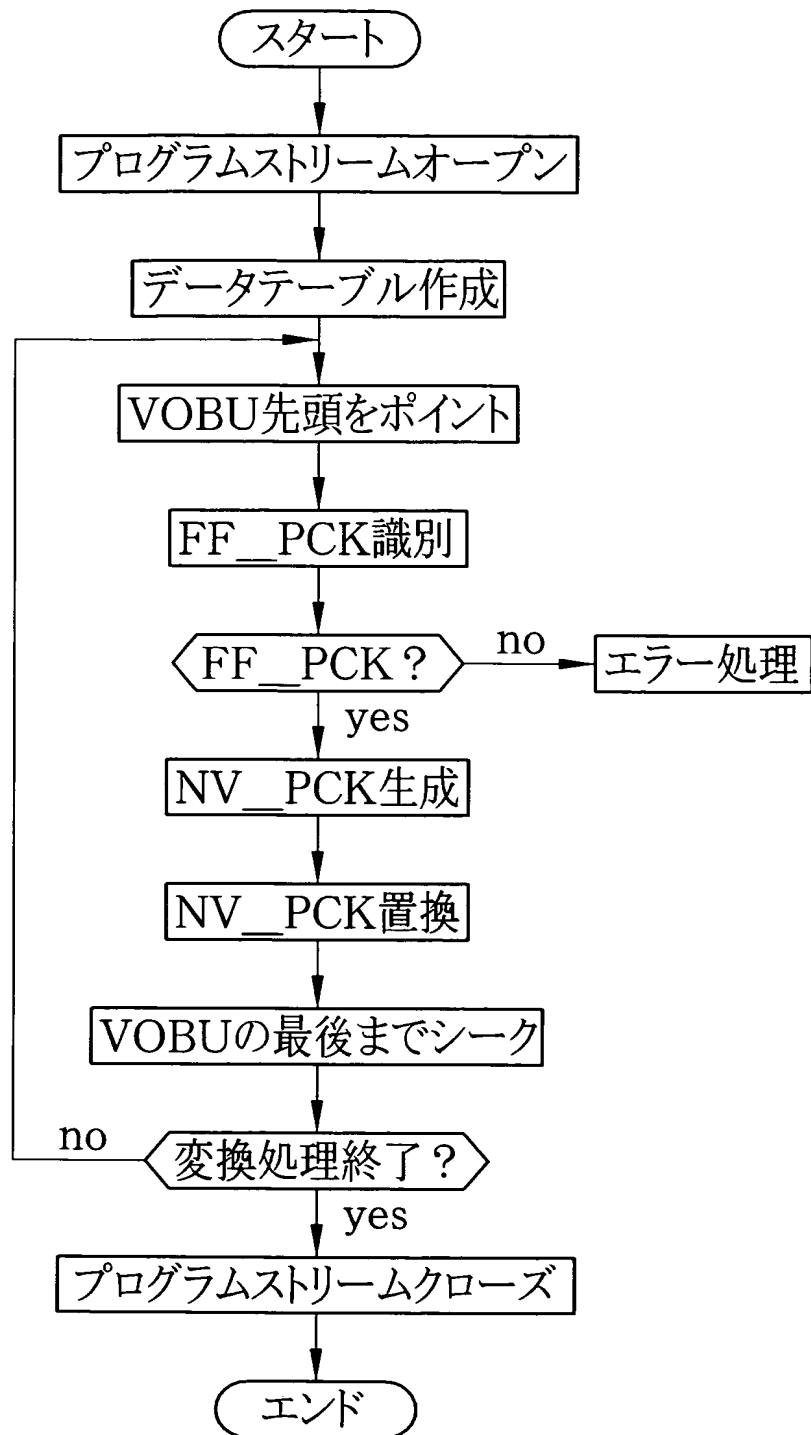 スタート
プログラムストリームオープン
データテーブル作成
VOBU先頭をポイント
FF__PCK識別
FF__PCK?
no
エラー処理
yes
NV__PCK生成
NV__PCK置換
VOBUの最後までシーク
no
変換処理終了?
yes
プログラムストリームクローズ
エンド